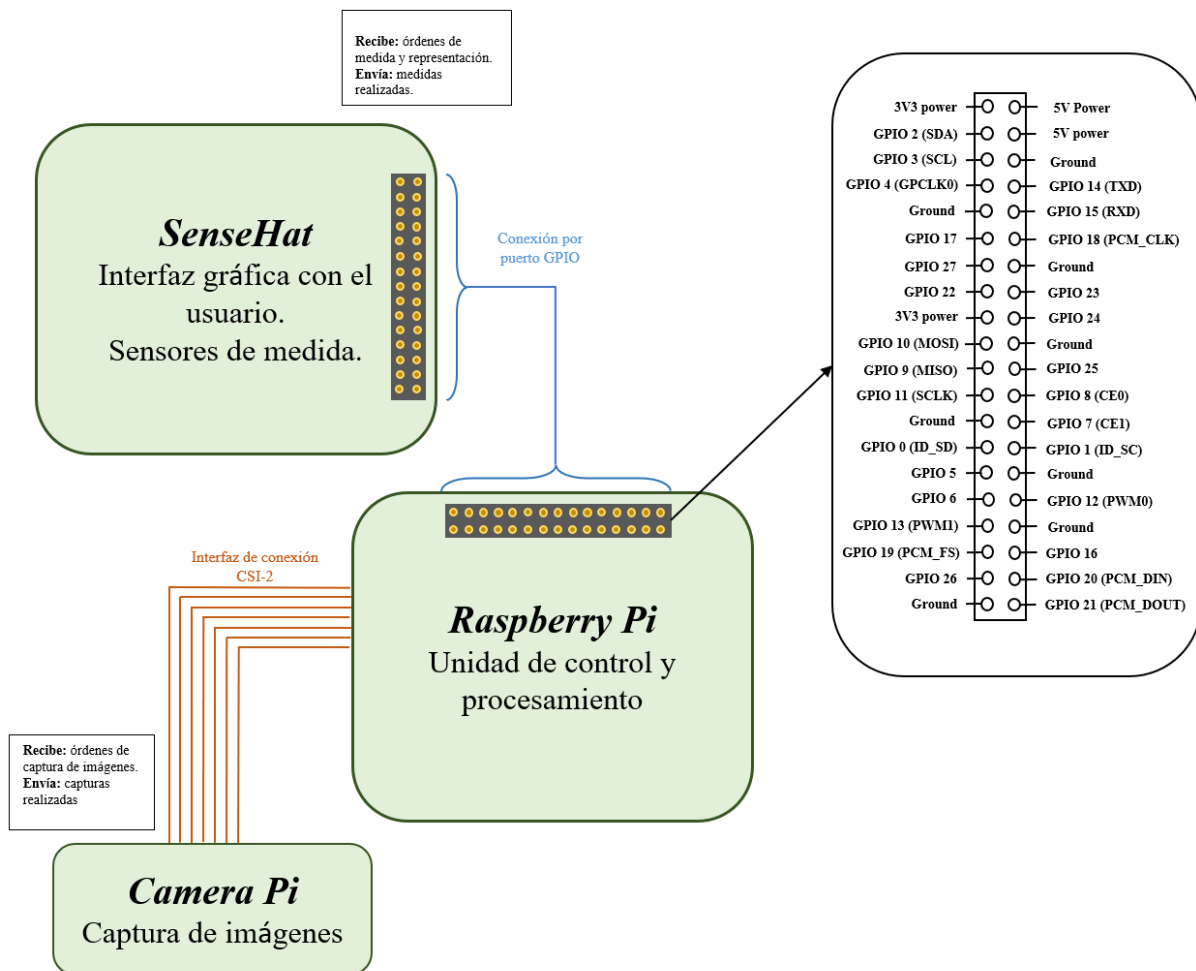 Recibe: órdenes de
medida y representación.
Envía: medidas
realizadas.
SenseHat
Interfaz gráfica con el
usuario.
Sensores de medida.
Conexión por
puerto GPIO
3V3 power
5V Power
GPIO 2 (SDA)
5V power
GPIO 3 (SCL)
Ground
GPIO 4 (GPCLK0)
GPIO 14 (TXD)
Ground
GPIO 15 (RXD)
GPIO 17
GPIO 18 (PCM_CLK)
GPIO 27
Ground
GPIO 22
GPIO 23
3V3 power
GPIO 24
GPIO 10 (MOSI)
Ground
GPIO 9 (MISO)
GPIO 25
GPIO 11 (SCLK)
GPIO 8 (CE0)
Ground
GPIO 7 (CE1)
GPIO 0 (ID_SD)
GPIO 1 (ID_SC)
GPIO 5
Ground
GPIO 6
GPIO 12 (PWM0)
GPIO 13 (PWM1)
Ground
GPIO 19 (PCM_FS)
GPIO 16
GPIO 26
GPIO 20 (PCM_DIN)
Ground
GPIO 21 (PCM_DOUT)
Interfaz de conexión
CSI-2
Raspberry Pi
Unidad de control y
procesamiento
Recibe: órdenes de
captura de imágenes.
Envía: capturas
realizadas
Camera Pi
Captura de imágenes